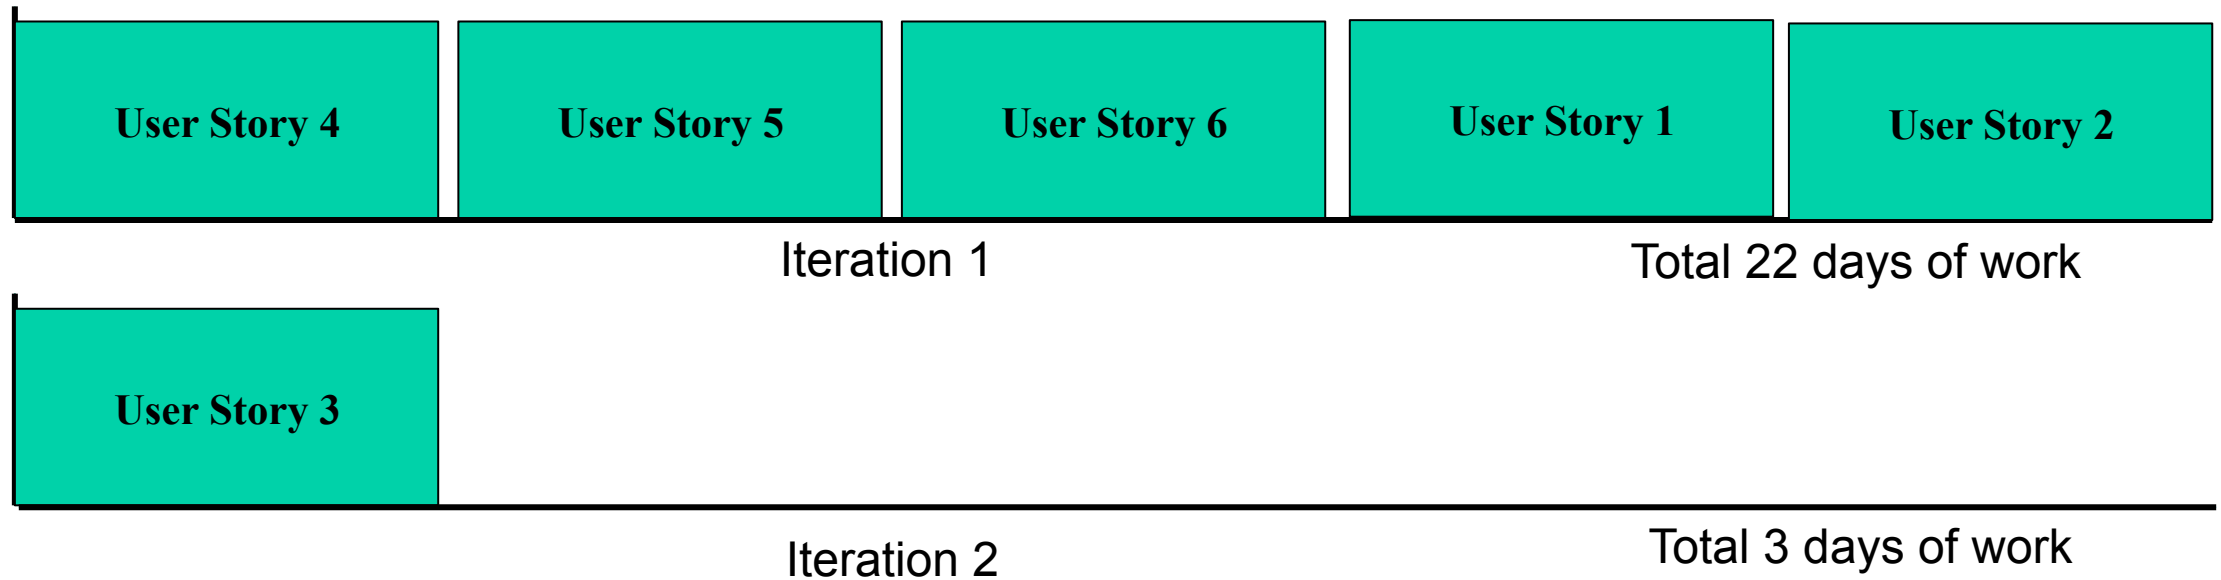 User Story 4
User Story 5
User Story 6
User Story 1
User Story 2
Iteration 1
Total 22 days of work
User Story 3
Iteration 2
Total 3 days of work